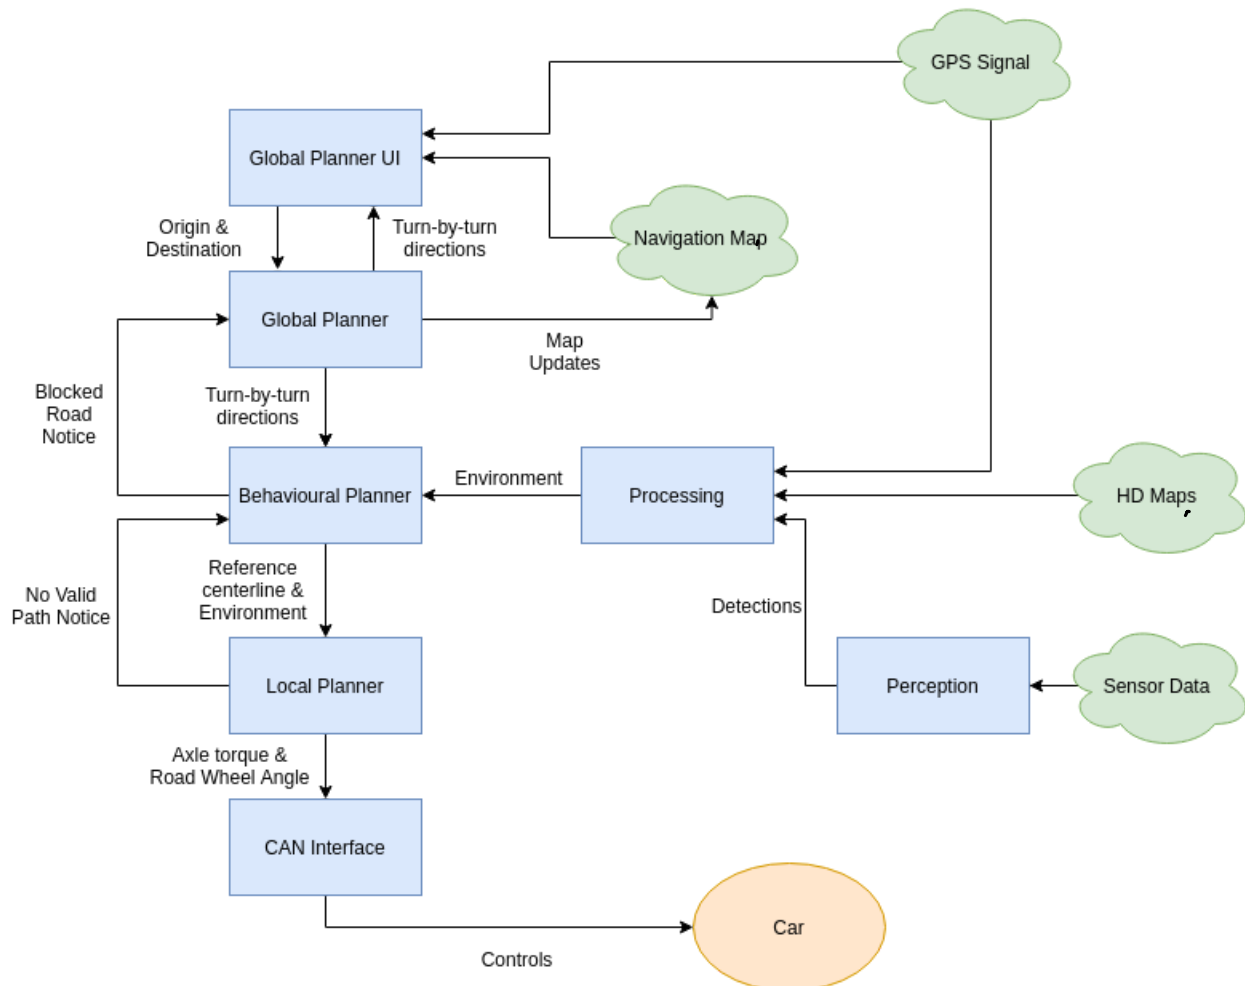 GPS Signal
Global Planner UI
Origin &
Destination
Turn-by-turn
directions
Navigation Map
Global Planner
Map
Updates
Blocked
Road
Notice
Turn-by-turn
directions
Behavioural Planner
Environment
Processing
HD Maps
No Valid
Path Notice
Reference
centerline &
Environment
Detections
Local Planner
Perception
Sensor Data
Axle torque &
Road Wheel Angle
CAN Interface
Car
Controls